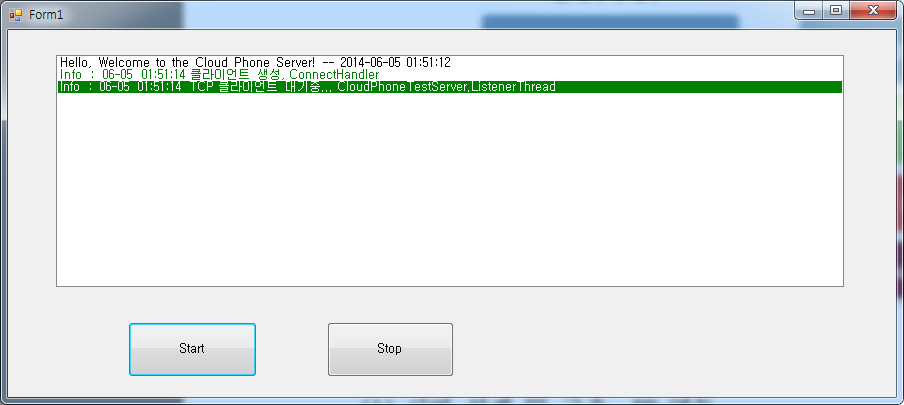 Form1
Hello, Welcome to the Cloud Phone Server! -- 2014-06-05 01:51:12
Info : 06-05 01:51:14 클라이언트 생성, ConnectHandler
Info : 06-05 01:51:14 TCP 클라이언트 대기중,,, CloudPhoneTestServer,ListenerThread
Start
Stop